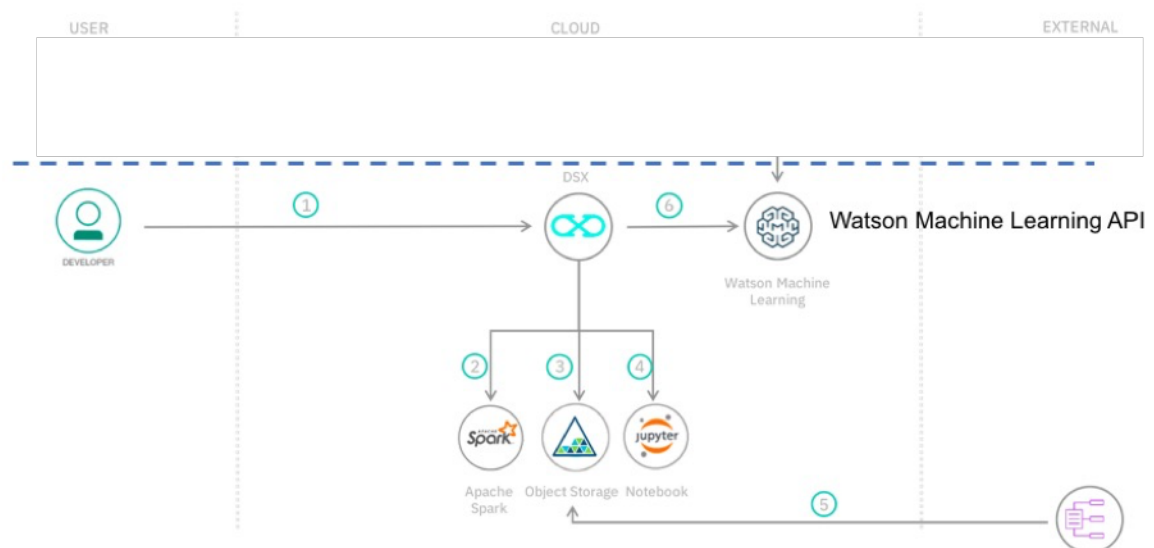 USER
CLOUD
EXTERNAL
DSX
1
6
Watson Machine Learning API
DEVELOPER
Watson Machine
Learning
2
3
4
APACHE
Spark
jupyter
Apache
Spark
Object Storage
Notebook
5